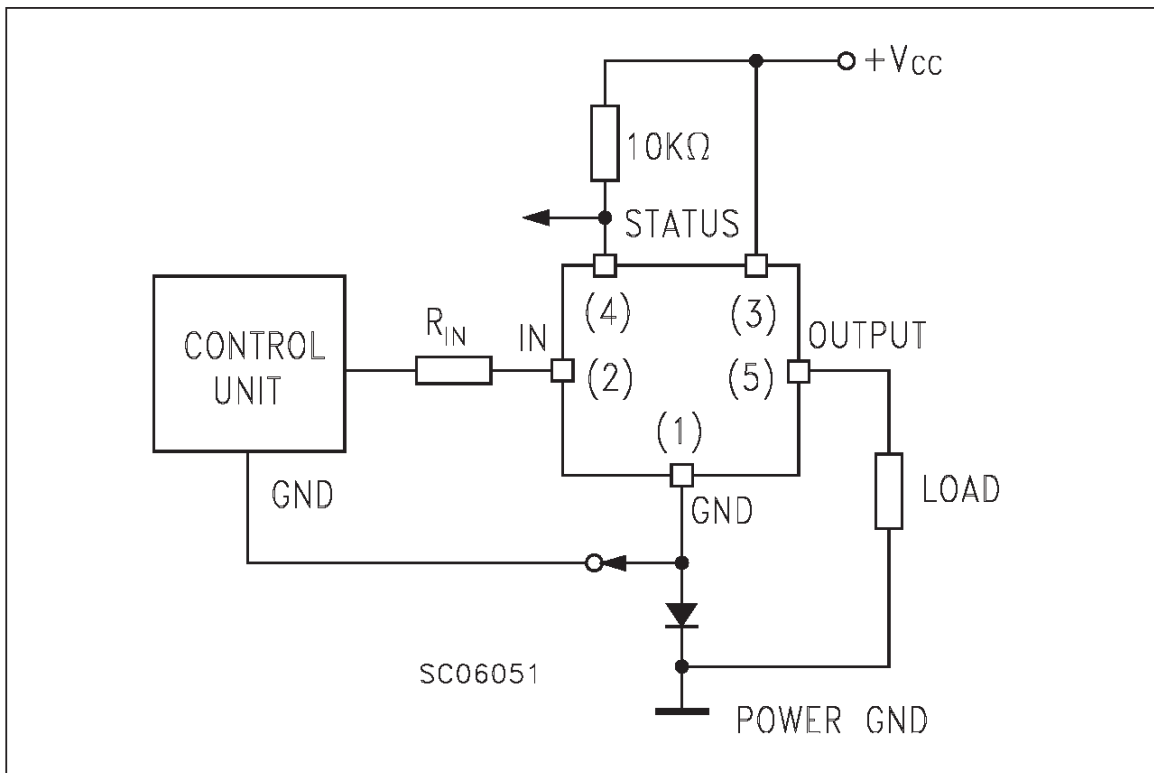 +VCC
10KΩ
STATUS
(4)
(3)
CONTROL
UNIT
RIN
IN
(2)
OUTPUT
(5)
(1)
GND
GND
LOAD
SC06051
POWER GND